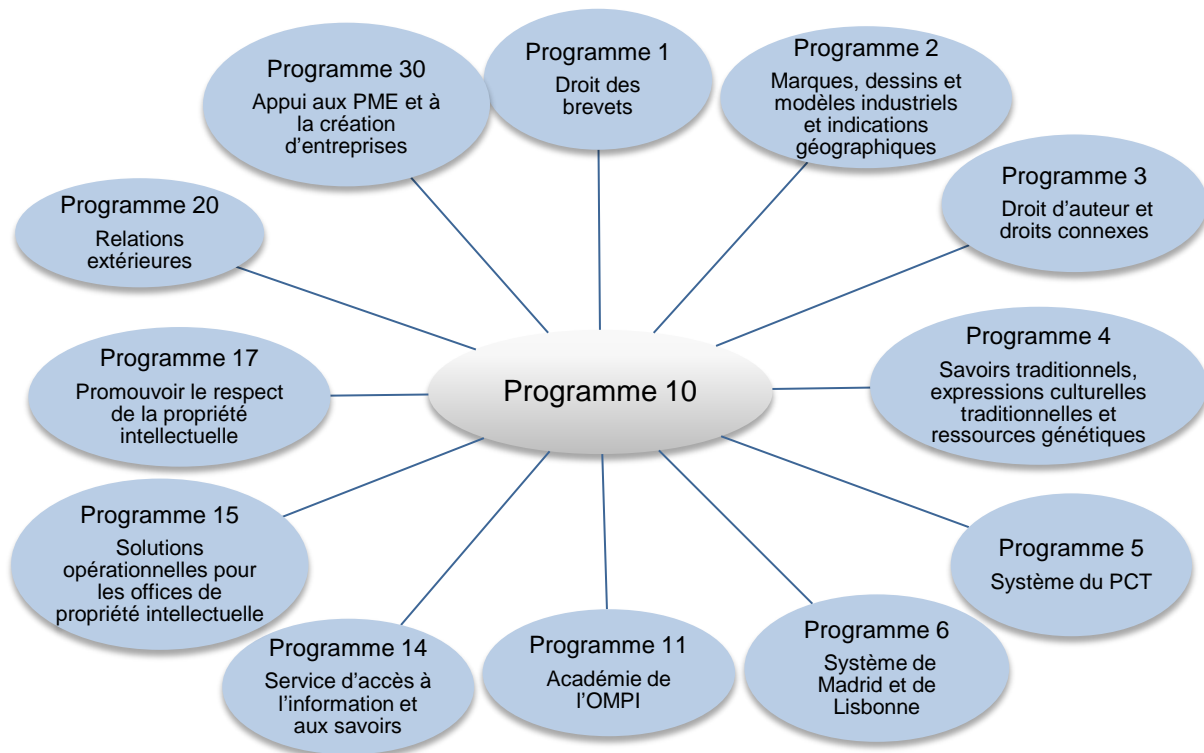 Programme 1
Droit des
brevets
Programme 2
Marques, dessins et
modèles industriels
et indications
géographiques
Programme 3
Droit d’auteur et
droits connexes
Programme 4
Savoirs traditionnels,
expressions culturelles
traditionnelles et
ressources génétiques
Programme 5
Système du PCT
Programme 6
Système de
Madrid et de
Lisbonne
Programme 11
Académie de
l’OMPI
Programme 14
Service d’accès à
l’information et
aux savoirs
Programme 15
Solutions
opérationnelles pour
les offices de
propriété intellectuelle
Programme 17
Promouvoir le respect
de la propriété
intellectuelle
Programme 20
Relations
extérieures
Programme 30
Appui aux PME et à
la création
d’entreprises
Programme 10